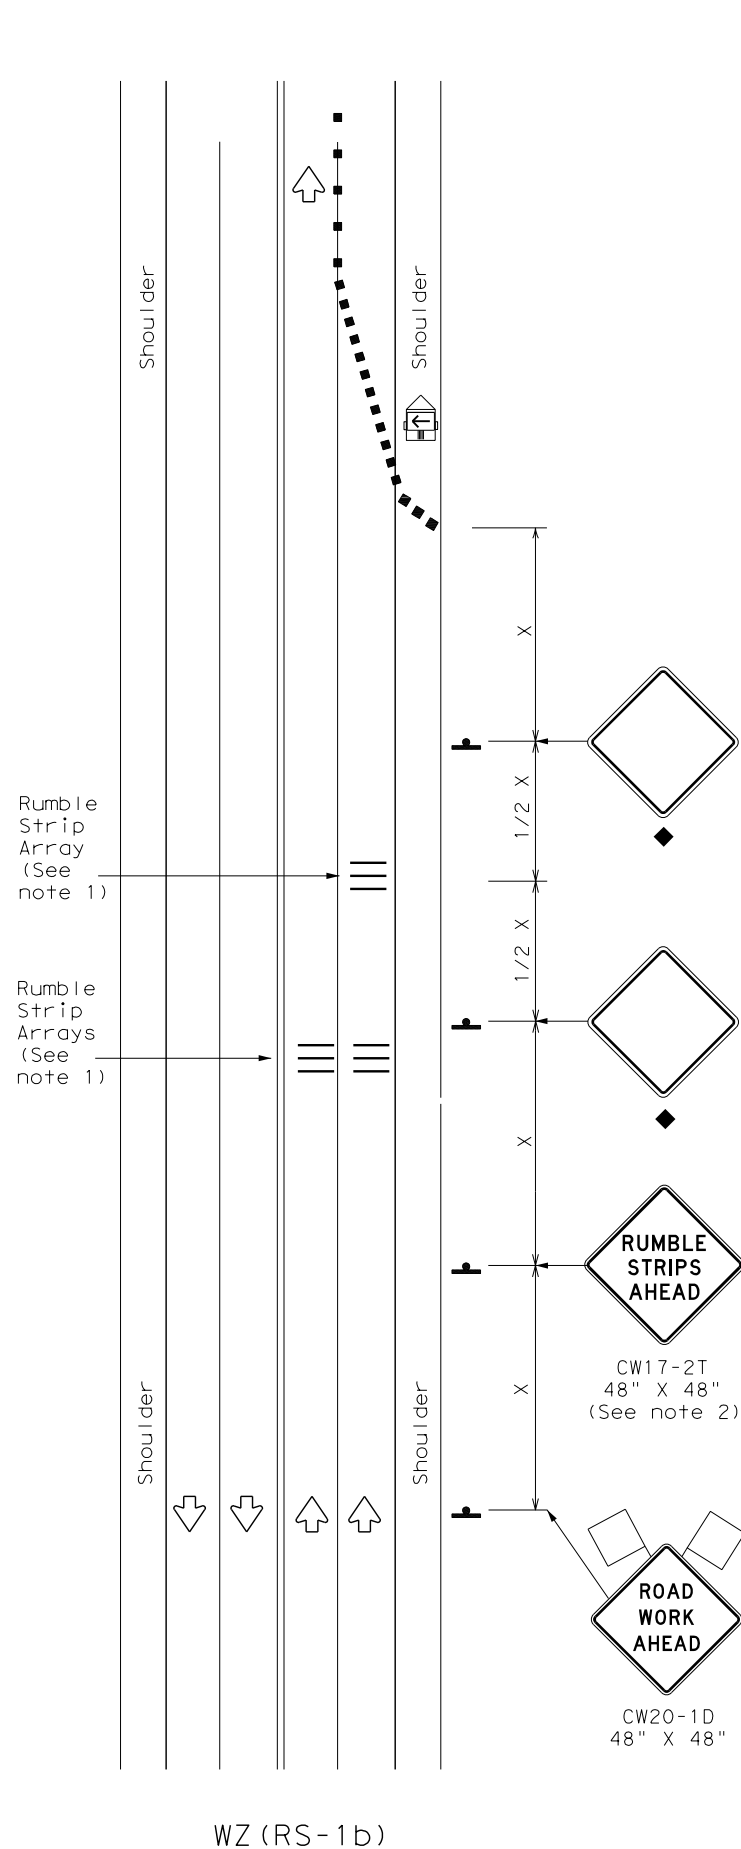 Shoulder
Shoulder
X
1/2 X
Rumble
Strip
Array
(See
note 1)
1/2 X
Rumble
Strip
Arrays
(See
note 1)
X
RUMBLE
STRIPS
AHEAD
CW17-2T
48" X 48"
(See note 2)
X
Shoulder
Shoulder
ROAD
WORK
AHEAD
CW20-1D
48" X 48"
WZ(RS-1b)